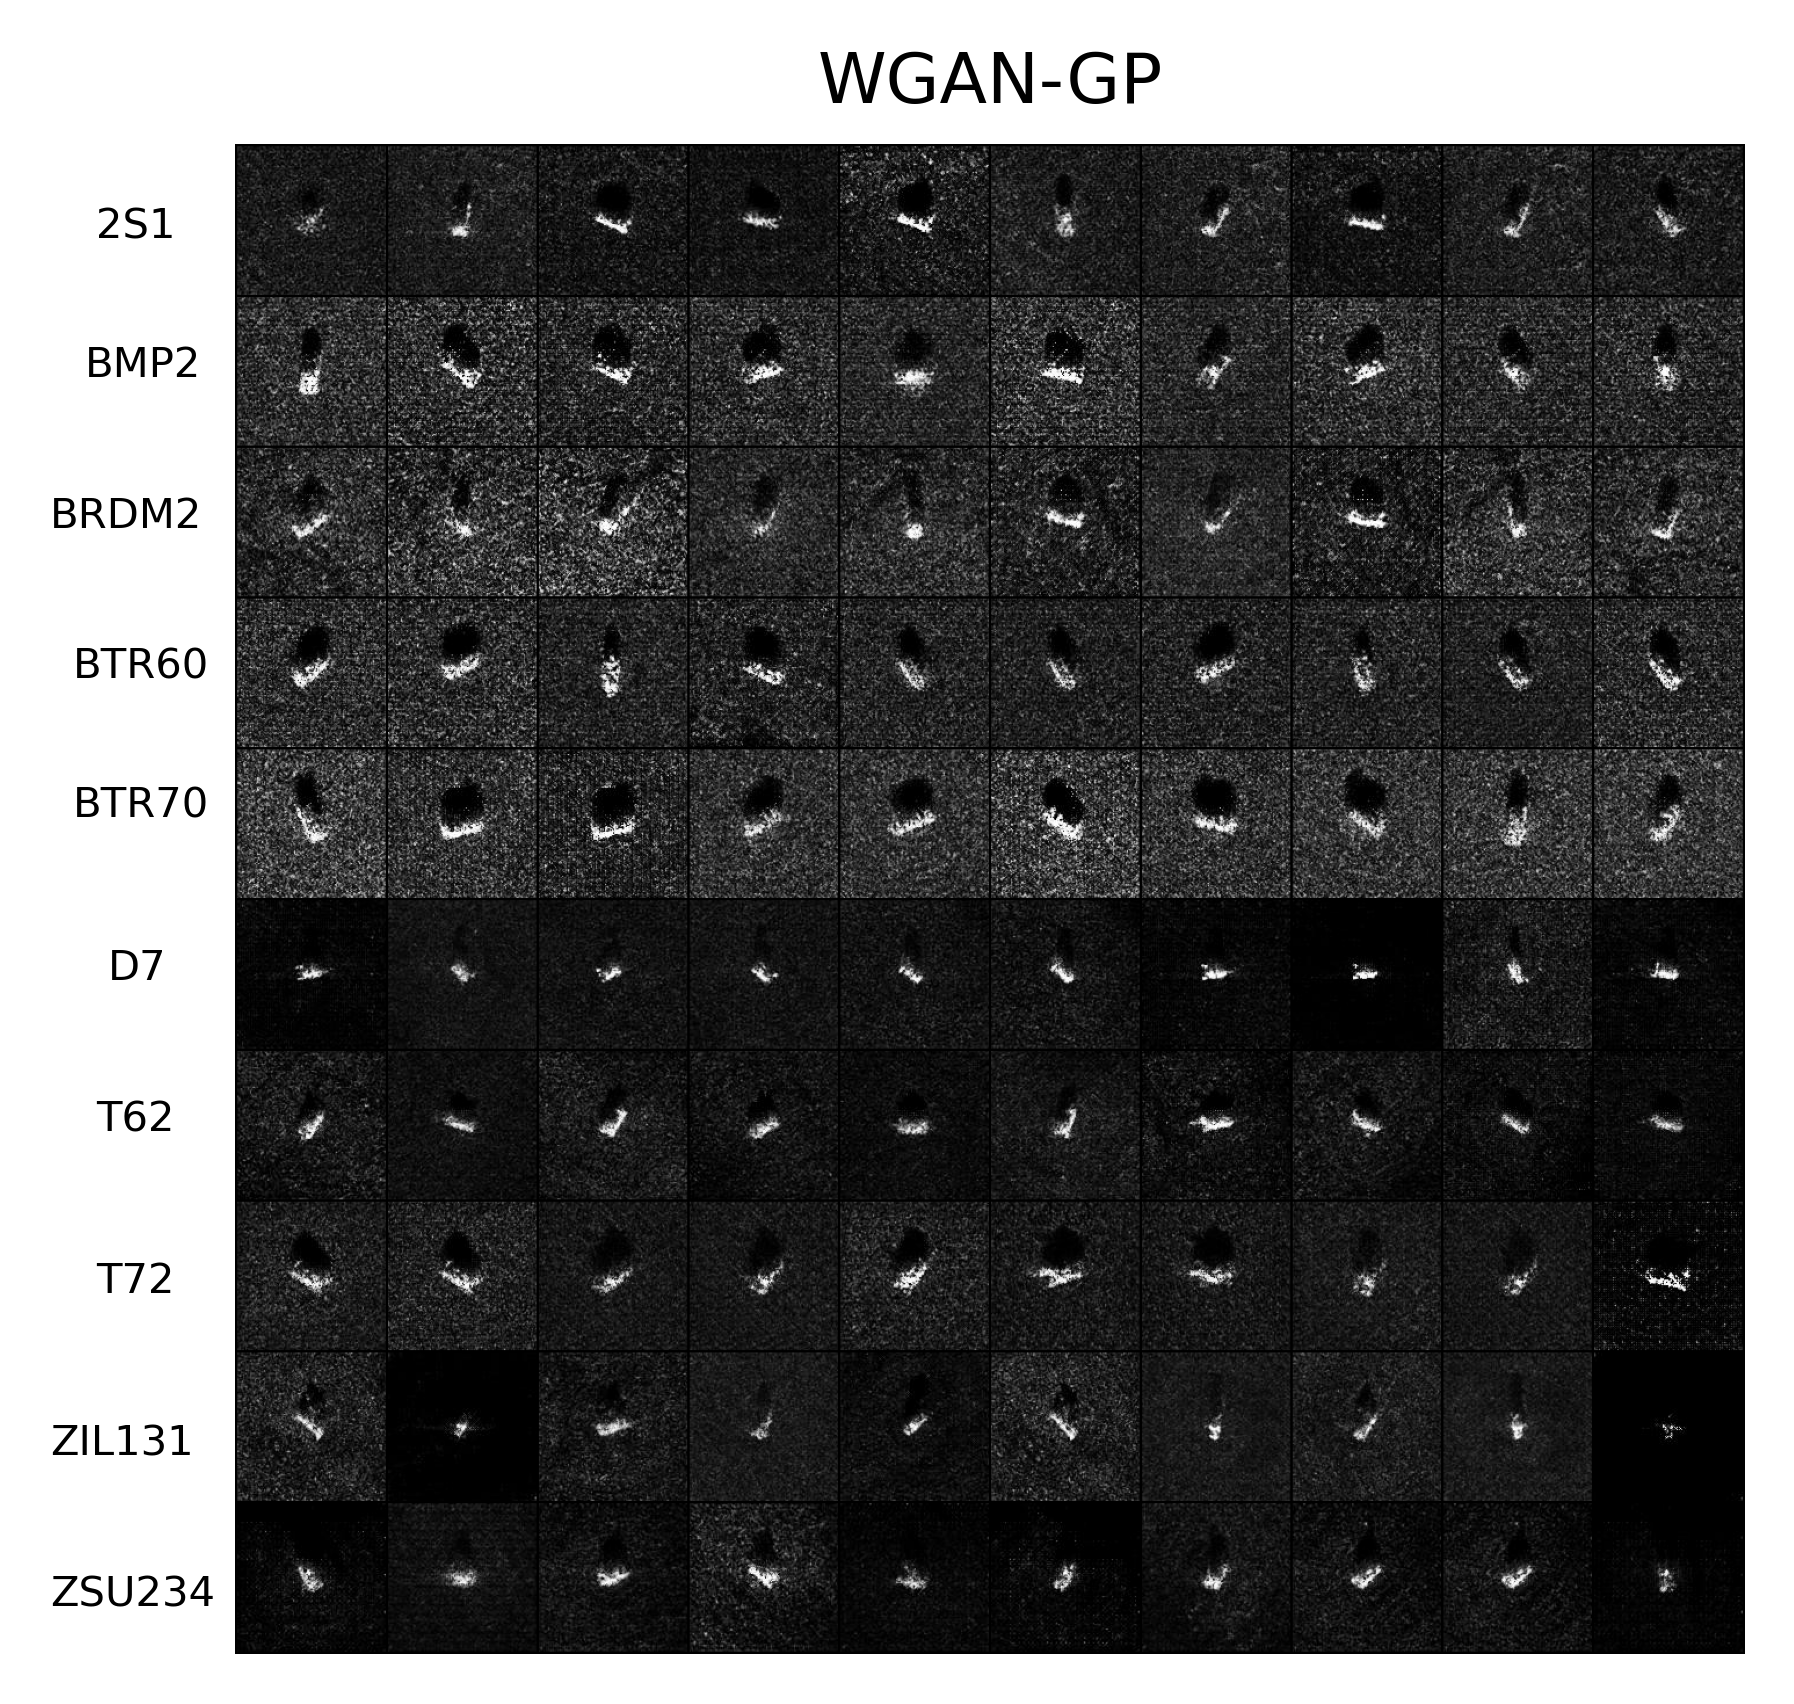 WGAN-GP
2S1
BMP2
BRDM2
BTR60
BTR70
D7
T62
T72
ZIL131
ZSU234